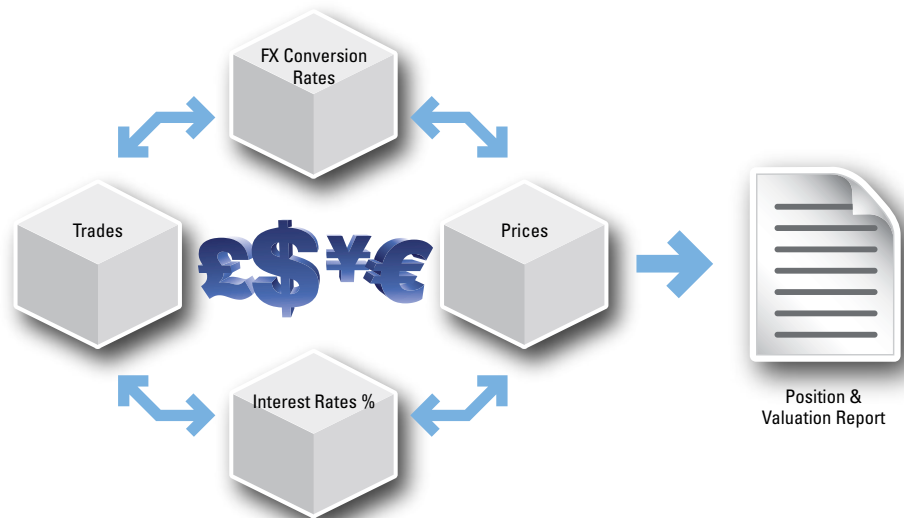 FX Conversion
Rates
Trades
£$¥€
Prices
Interest Rates %
Position &
Valuation Report